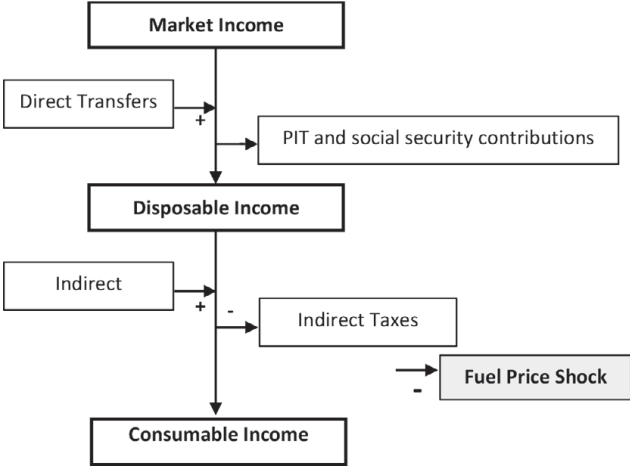 Market Income
Direct Transfers
+
PIT and social security contributions
Disposable Income
Indirect
+
-
Indirect Taxes
-
Fuel Price Shock
Consumable Income